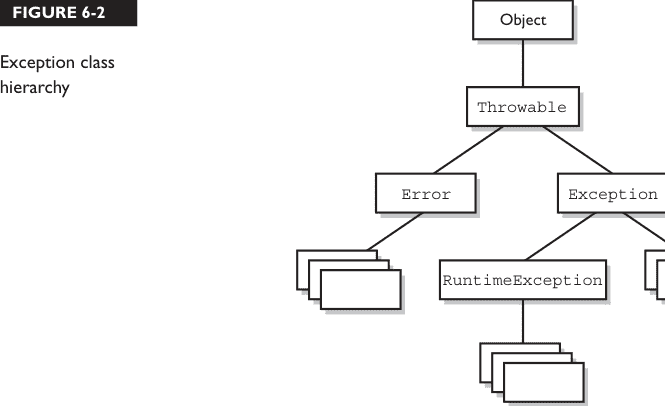 FIGURE 6-2
Exception class
hierarchy
Object
Throwable
Error
Exception
RuntimeException